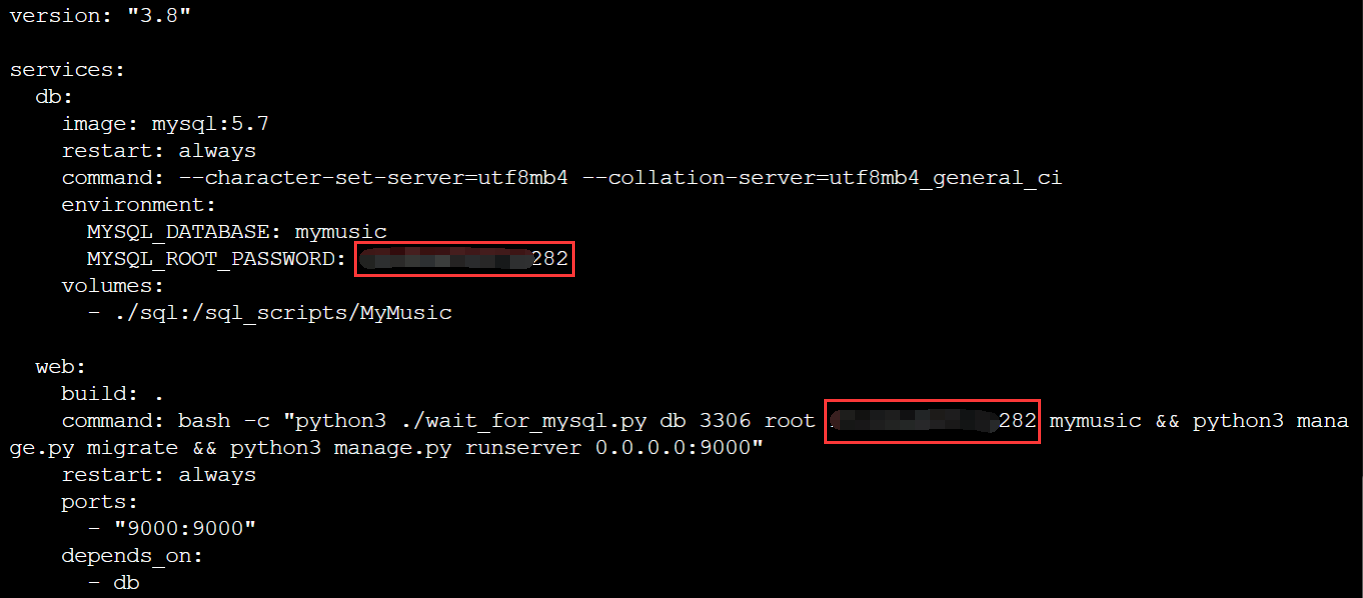 version: "3.8"
services:
db:
image: mysql:5.7
restart: always
command: --character-set-server=utf8mb4 --collation-server=utf8mb4_general_ci
environment:
MYSQL_DATABASE: mymusic
MYSQL_ROOT_PASSWORD: 282
volumes:
- ./sql:/sql_scripts/MyMusic
web:
build: .
command: bash -c "python3 ./wait_for_mysql.py db 3306 root 282 mymusic && python3 mana
ge.py migrate && python3 manage.py runserver 0.0.0.0:9000"
restart: always
ports:
- "9000:9000"
depends_on:
- db